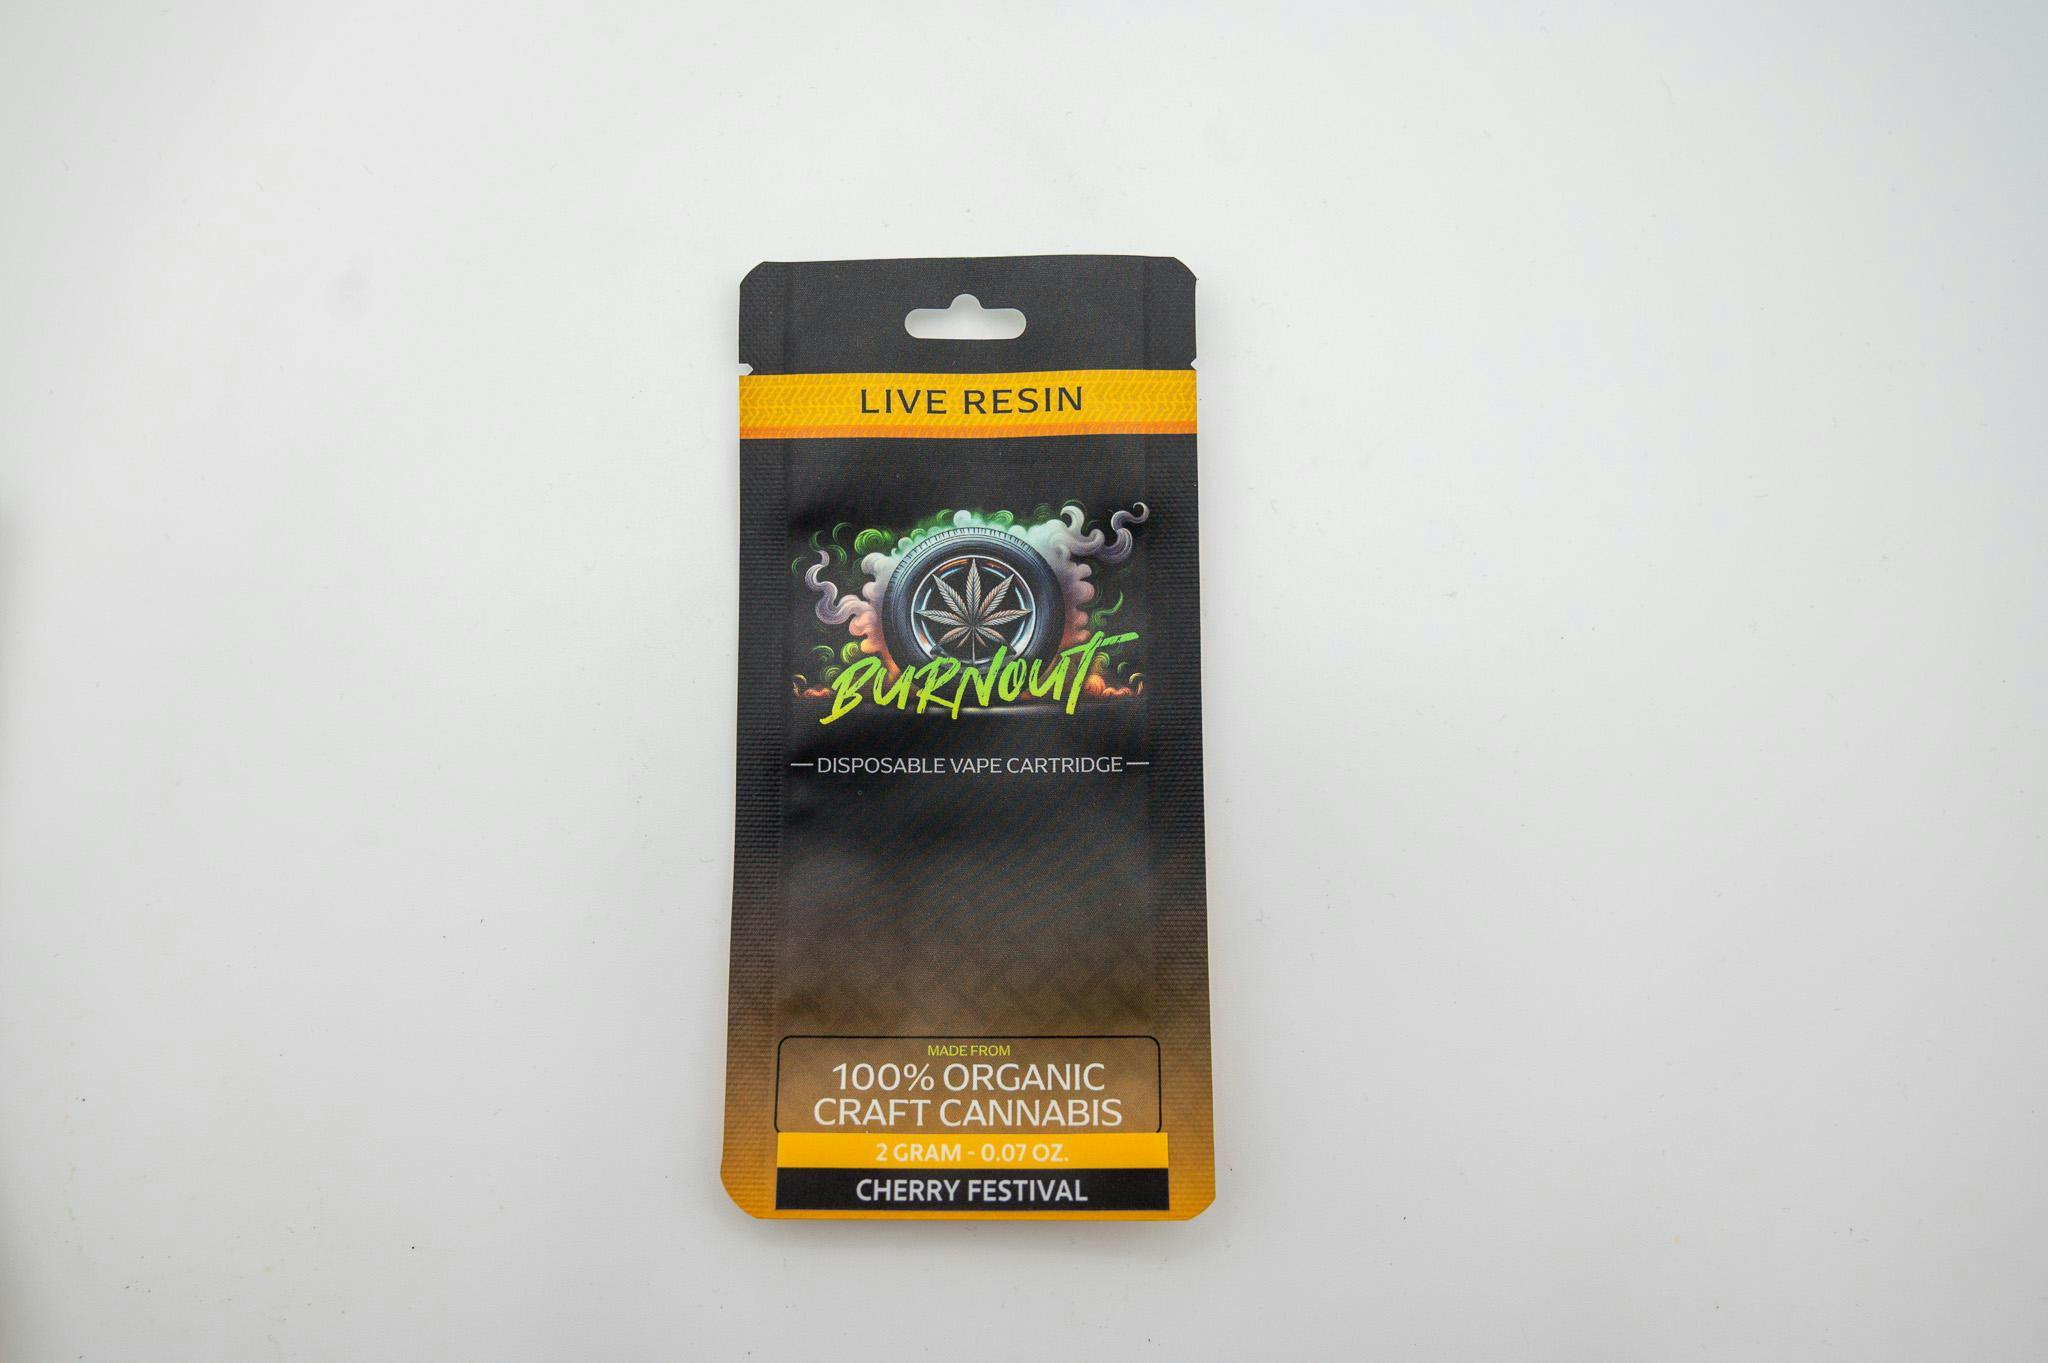 LIVE RESIN
BURNOUT
DISPOSABLE VAPE CARTRIDGE
MADE FROM
100% ORGANIC
CRAFT CANNABIS
2 GRAM - 0.07 OZ.
CHERRY FESTIVAL